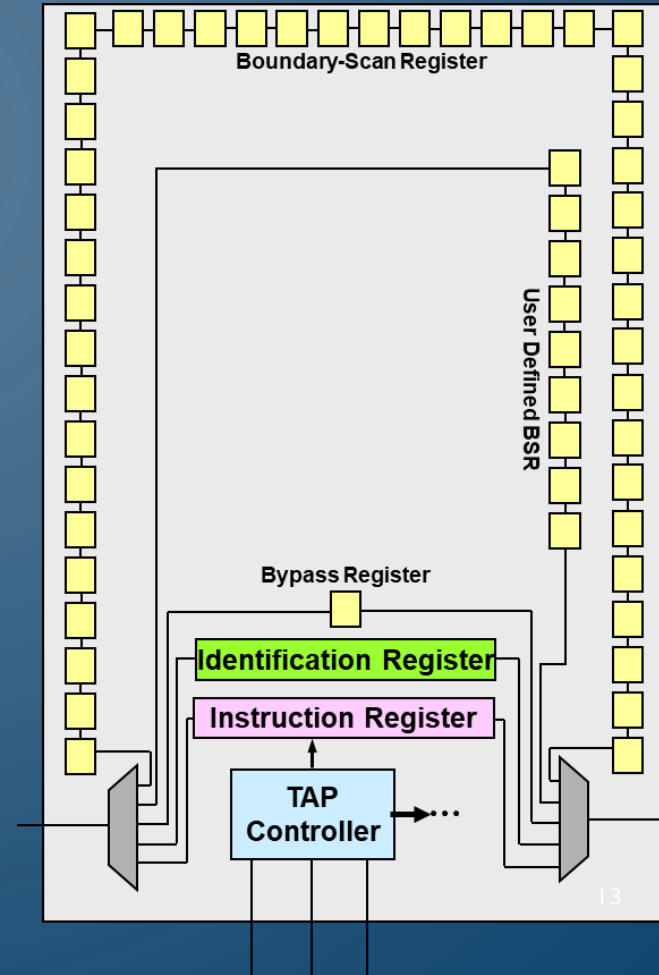 Boundary-Scan Register
User Defined BSR
Bypass Register
Identification Register
Instruction Register
TAP
Controller
...
13